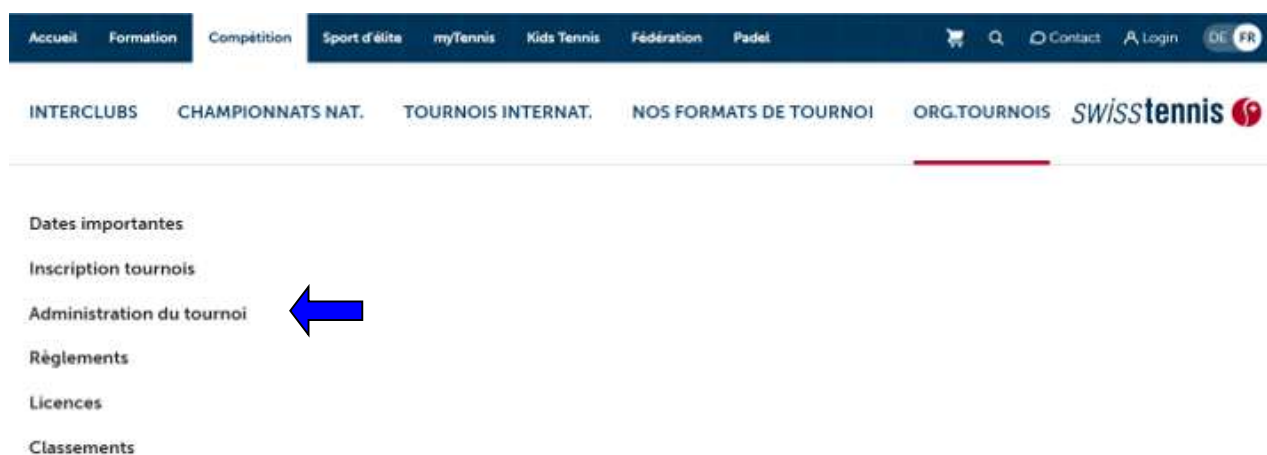 Accueil Formation Compétition Sport d'élite myTennis Kids Tennis Fédération Padel Contact Login DE FR
INTERCLUBS CHAMPIONNATS NAT. TOURNOIS INTERNAT. NOS FORMATS DE TOURNOI ORG.TOURNOIS swisstennis
Dates importantes
Inscription tournois
Administration du tournoi
Règlements
Licences
Classements